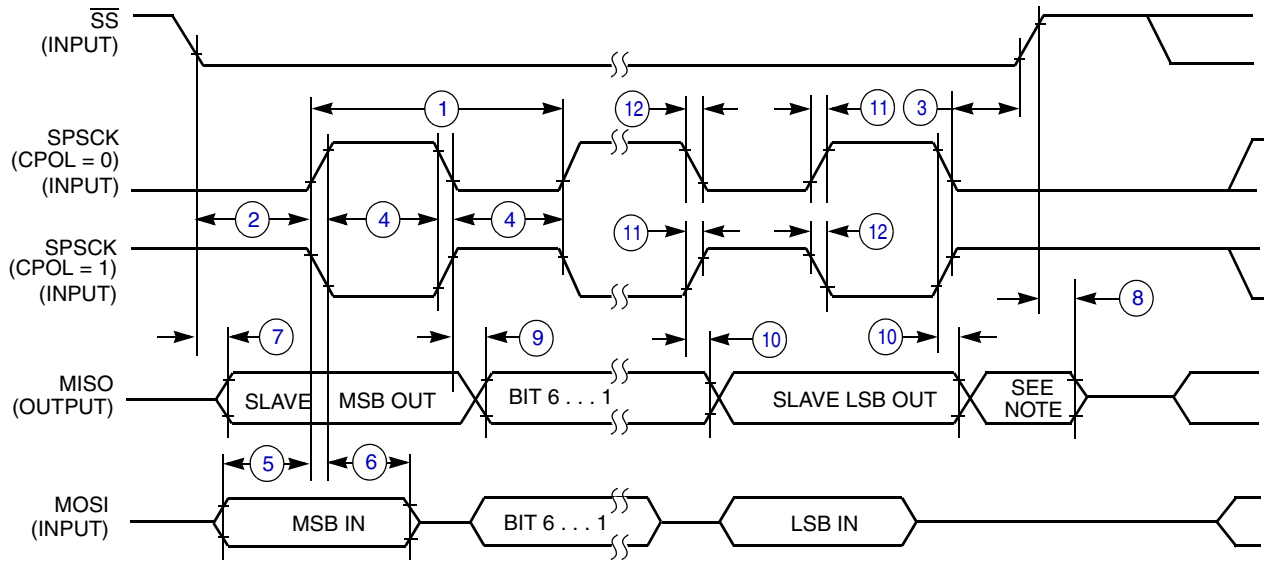 SS
(INPUT)
1
12
11
3
SPSCK
(CPOL = 0)
(INPUT)
2
4
4
SPSCK
(CPOL = 1)
(INPUT)
11
12
8
7
9
10
10
MISO
(OUTPUT)
SLAVE MSB OUT
BIT 6 . . . 1
SLAVE LSB OUT
SEE
NOTE
5
6
MOSI
(INPUT)
MSB IN
BIT 6 . . . 1
LSB IN